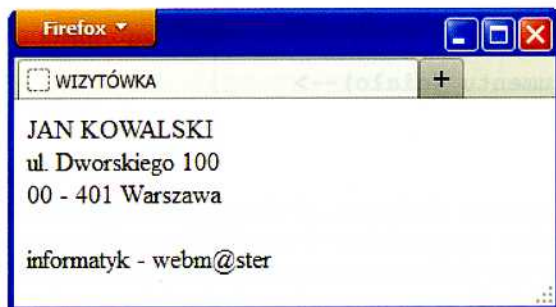 Firefox
WIZYTÓWKA
+
JAN KOWALSKI
ul. Dworskiego 100
00 - 401 Warszawa
informatyk - webm@ster